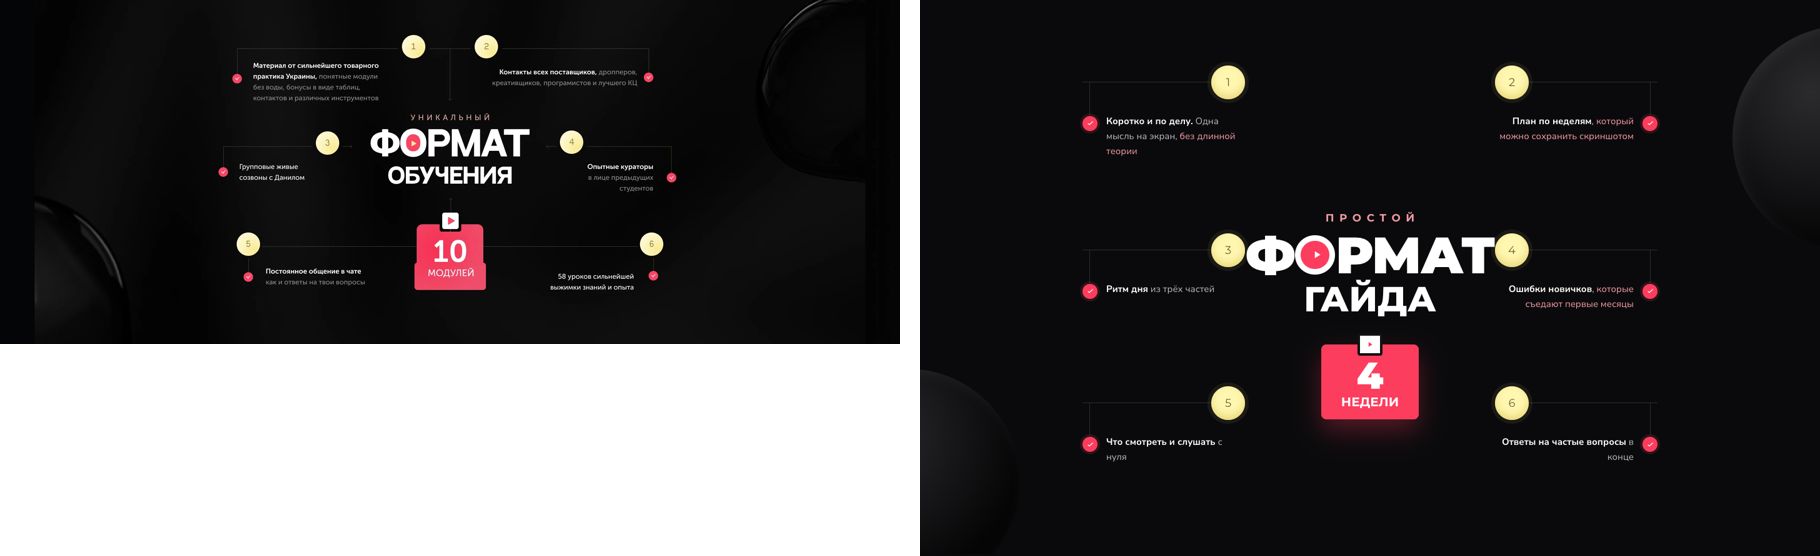 1
2
Материал от сильнейшего товарного
практика Украины, понятные модули
без воды, бонусы в виде таблиц,
контактов и различных инструментов
Контакты всех поставщиков, дропперов,
креативщиков, програмистов и лучшего КЦ
УНИКАЛЬНЫЙ
ФОРМАТ
ОБУЧЕНИЯ
3
Групповые живые
созвоны с Данилом
4
Опытные кураторы
в лице предыдущих
студентов
10
МОДУЛЕЙ
5
Постоянное общение в чате
как и ответы на твои вопросы
6
58 уроков сильнейшей
выжимки знаний и опыта
1
Коротко и по делу. Одна
мысль на экран, без длинной
теории
2
План по неделям, который
можно сохранить скриншотом
ПРОСТОЙ
ФОРМАТ
ГАЙДА
3
Ритм дня из трёх частей
4
Ошибки новичков, которые
съедают первые месяцы
4
НЕДЕЛИ
5
Что смотреть и слушать с
нуля
6
Ответы на частые вопросы в
конце